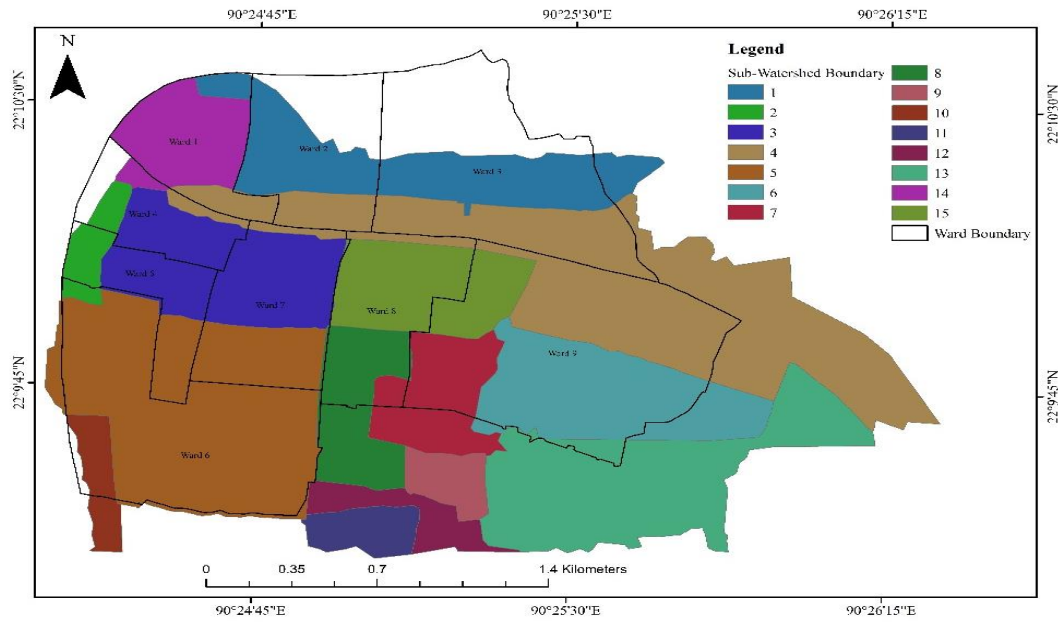 90°24'45"E 90°25'30"E 90°26'15"E
N
22°10'30"N
22°9'45"N
22°10'30"N
22°9'45"N
Legend
Sub-Watershed Boundary
1
2
3
4
5
6
7
8
9
10
11
12
13
14
15
Ward Boundary
Ward 1
Ward 2
Ward 3
Ward 4
Ward 5
Ward 7
Ward 8
Ward 9
Ward 6
0 0.35 0.7 1.4 Kilometers
90°24'45"E 90°25'30"E 90°26'15"E